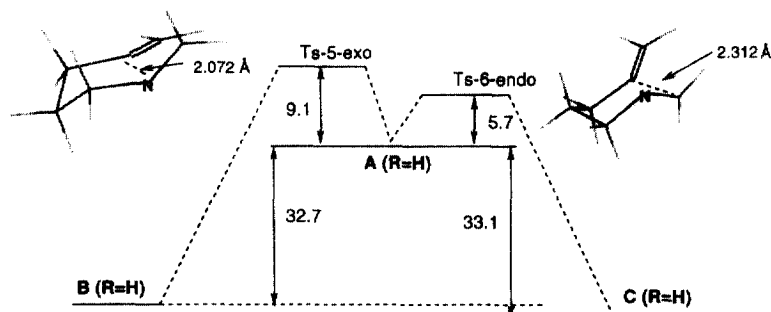 Ts-5-exo
2.072 Å
N
Ts-6-endo
2.312 Å
N
9.1
5.7
A (R=H)
32.7
33.1
B (R=H)
C (R=H)